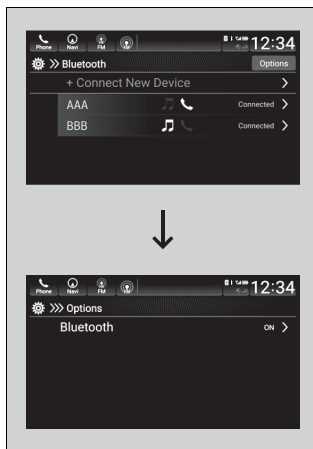 Phone Navi FM 12:34
Bluetooth Options
+ Connect New Device
AAA Connected
BBB Connected
Phone Navi FM 12:34
Options
Bluetooth ON